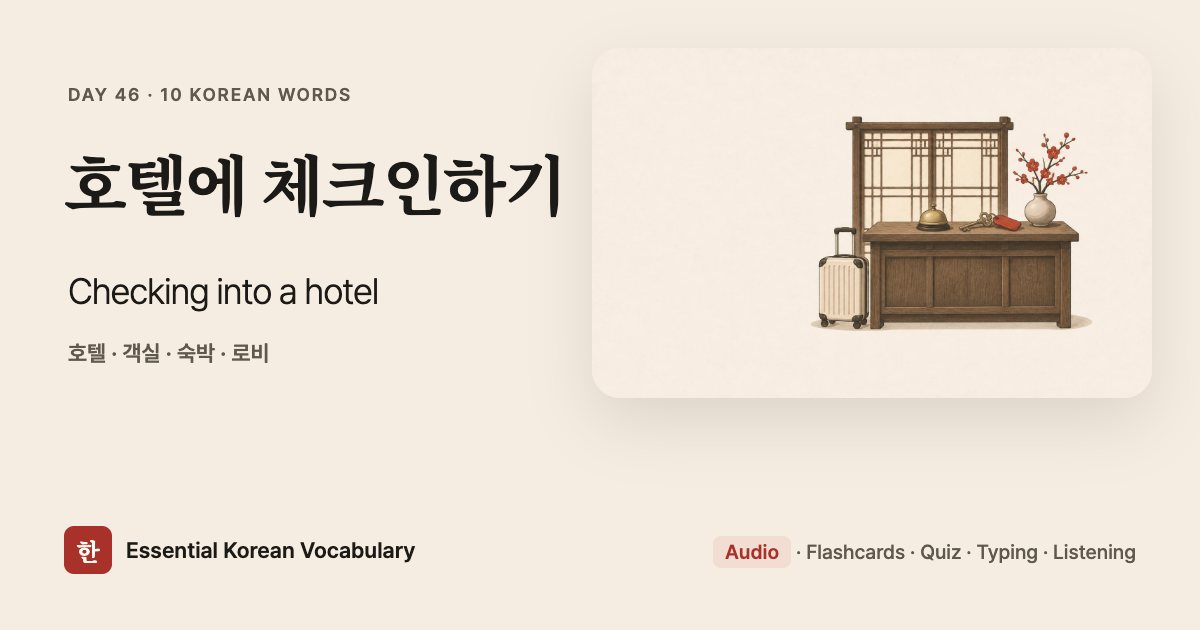 DAY 46 · 10 KOREAN WORDS
호텔에 체크인하기
Checking into a hotel
호텔 · 객실 · 숙박 · 로비
한 Essential Korean Vocabulary
Audio · Flashcards · Quiz · Typing · Listening